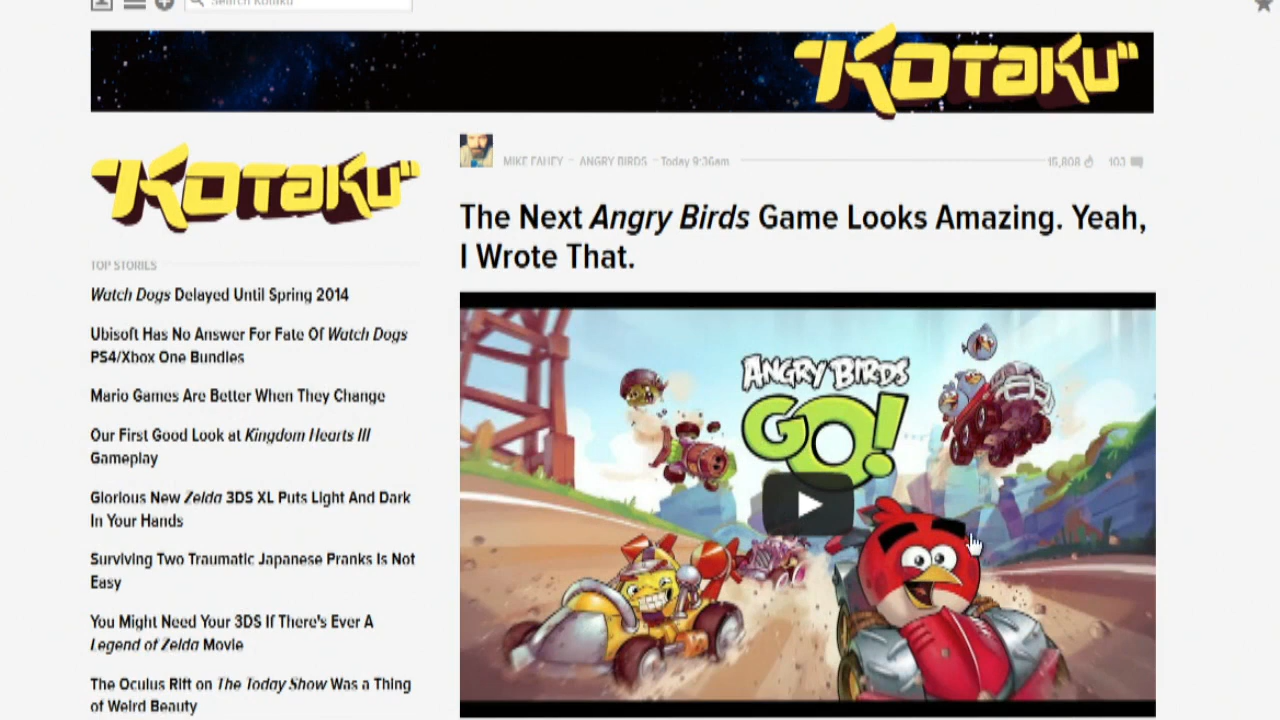 Search Kotaku
"KOTAKU"
"KOTAKU"
MIKE FAHEY – ANGRY BIRDS – Today 9:36am
15,808
103
The Next Angry Birds Game Looks Amazing. Yeah,
I Wrote That.
TOP STORIES
Watch Dogs Delayed Until Spring 2014
Ubisoft Has No Answer For Fate Of Watch Dogs
PS4/Xbox One Bundles
Mario Games Are Better When They Change
Our First Good Look at Kingdom Hearts III
Gameplay
Glorious New Zelda 3DS XL Puts Light And Dark
In Your Hands
Surviving Two Traumatic Japanese Pranks Is Not
Easy
You Might Need Your 3DS If There's Ever A
Legend of Zelda Movie
The Oculus Rift on The Today Show Was a Thing
of Weird Beauty
ANGRY BIRDS
GO!